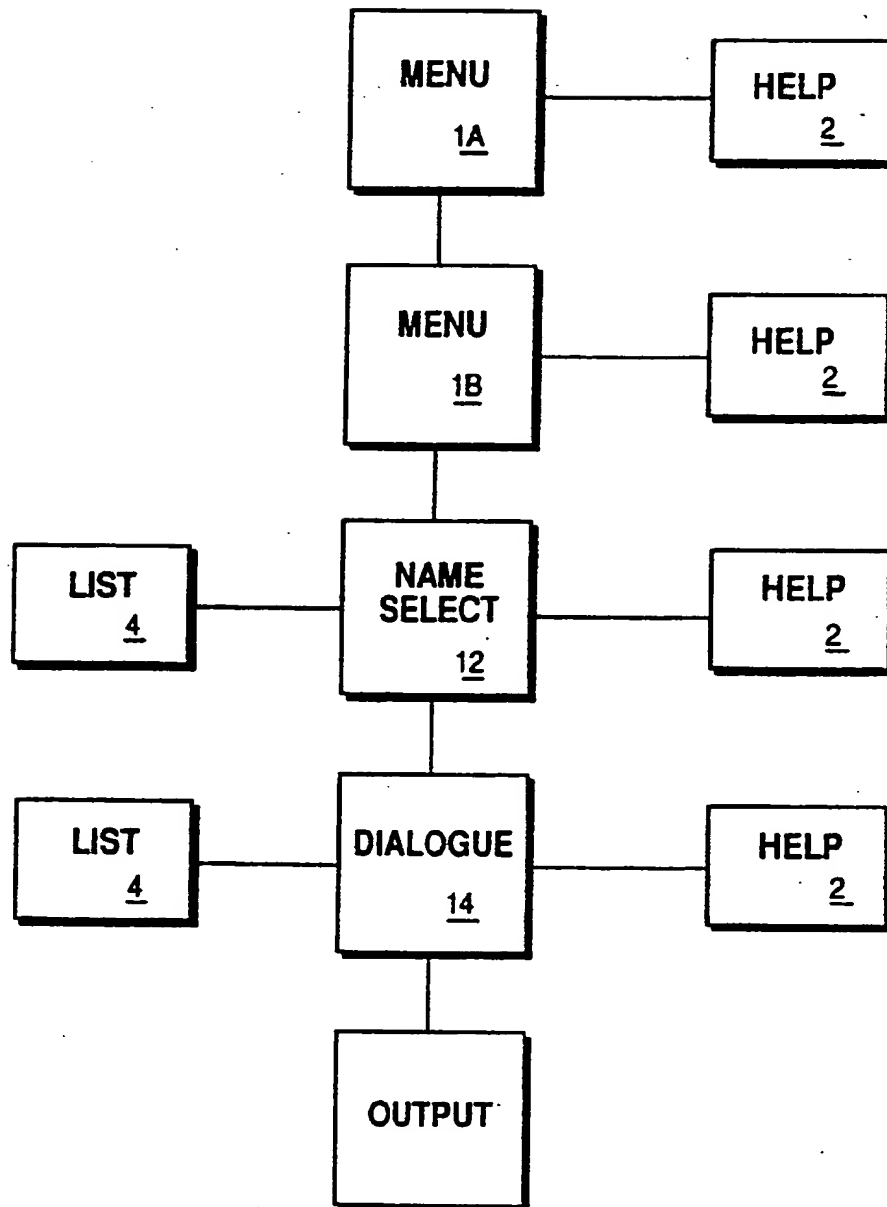 MENU
1A
HELP
2
MENU
1B
HELP
2
LIST
4
NAME
SELECT
12
HELP
2
LIST
4
DIALOGUE
14
HELP
2
OUTPUT